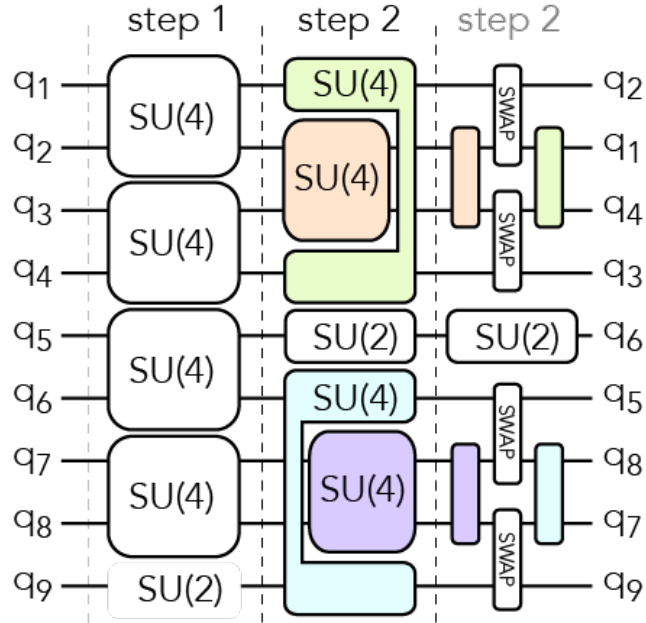 step 1 step 2 step 2
q1 SU(4) SU(4) SWAP q2
q2 SU(4) q1
q3 SU(4) q4
q4 SWAP q3
q5 SU(4) SU(2) SU(2) q6
q6 SU(4) SWAP q5
q7 SU(4) SU(4) q8
q8 q7
q9 SU(2) SWAP q9